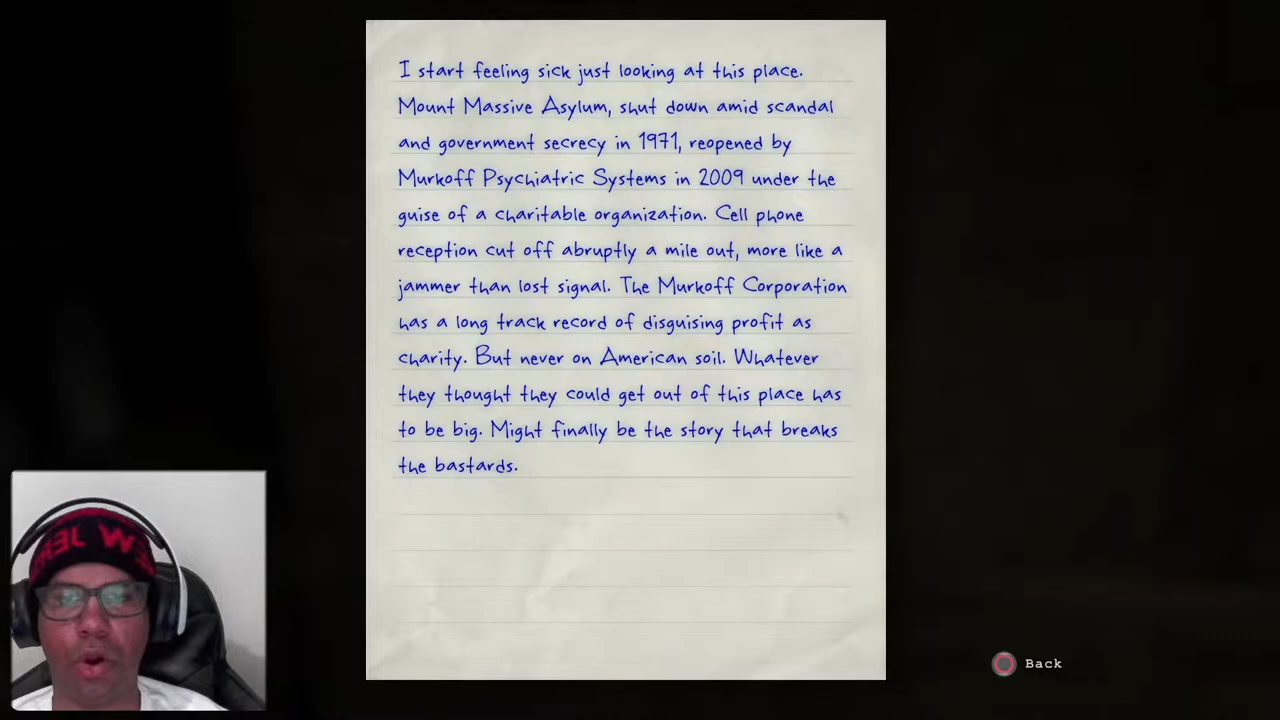 I start feeling sick just looking at this place.
Mount Massive Asylum, shut down amid scandal
and government secrecy in 1971, reopened by
Murkoff Psychiatric Systems in 2009 under the
guise of a charitable organization. Cell phone
reception cut off abruptly a mile out, more like a
jammer than lost signal. The Murkoff Corporation
has a long track record of disguising profit as
charity. But never on American soil. Whatever
they thought they could get out of this place has
to be big. Might finally be the story that breaks
the bastards.
Back